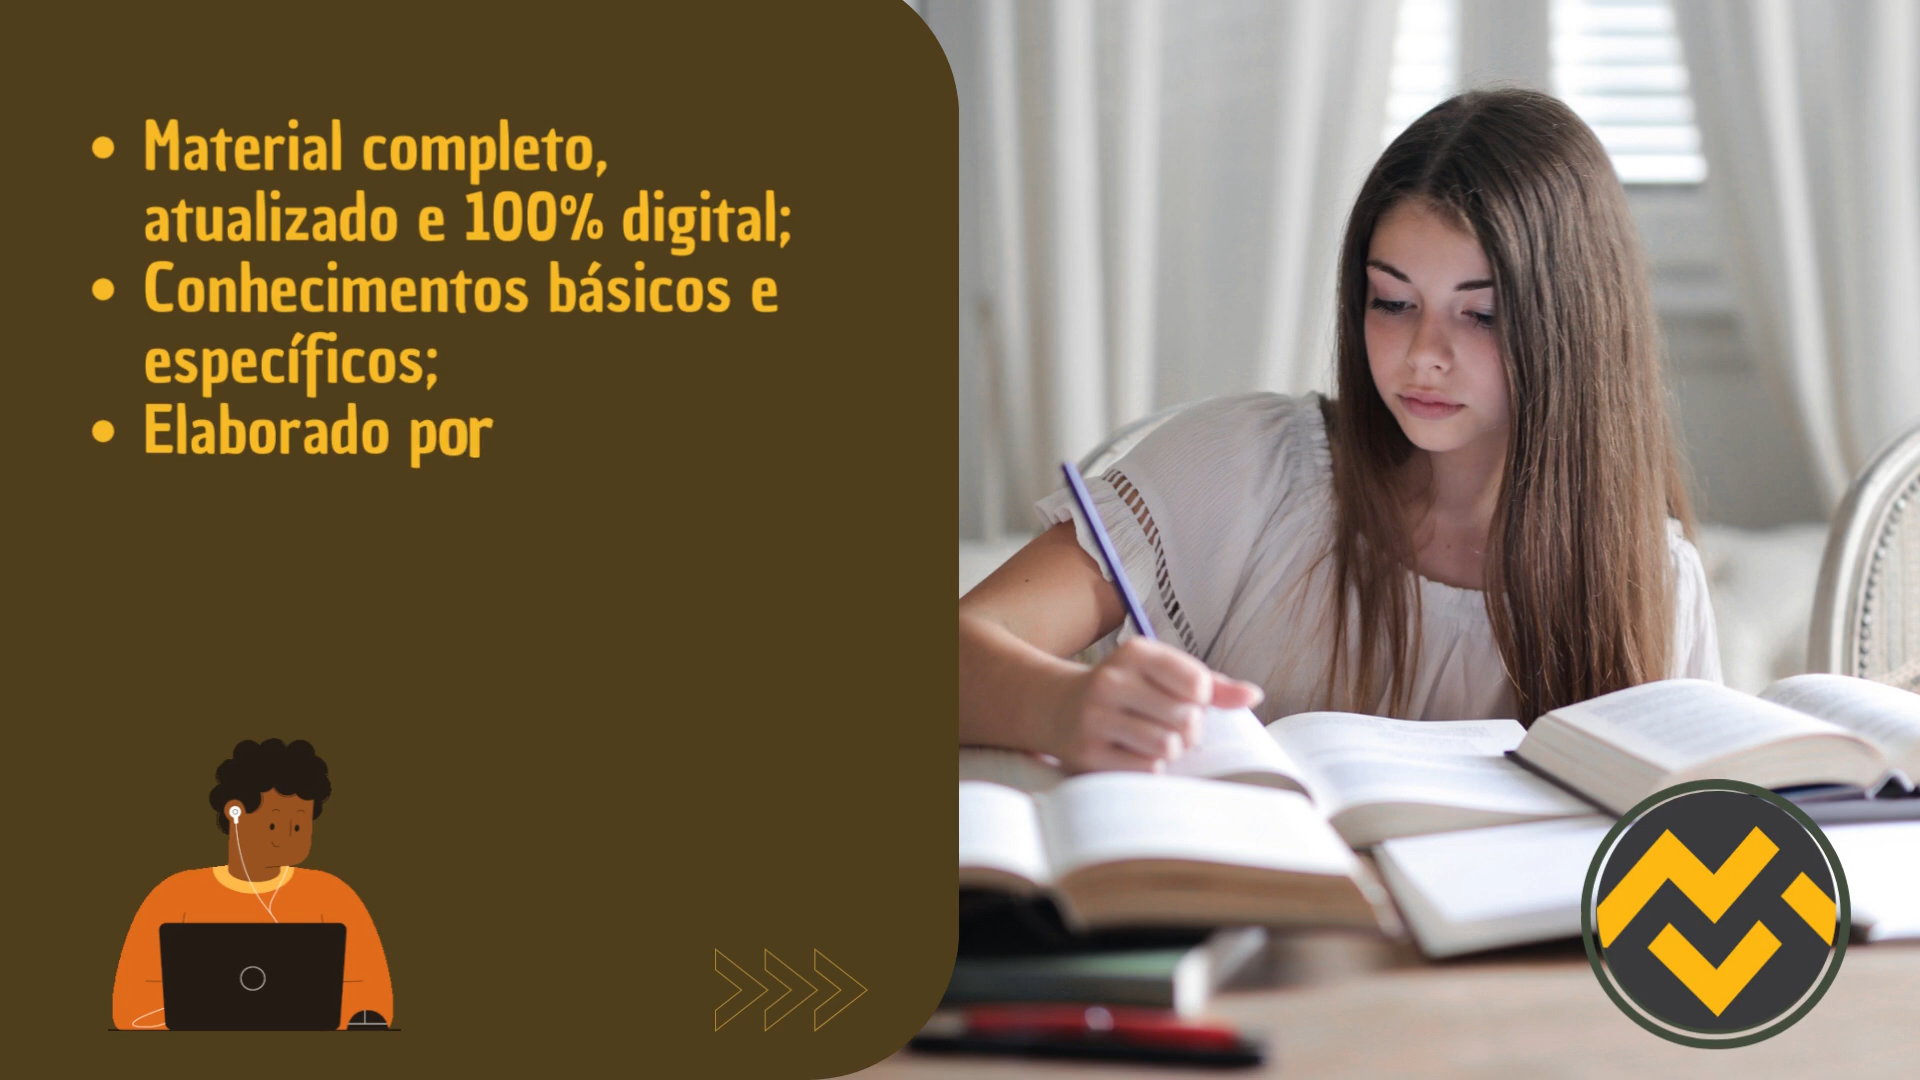 Material completo,
atualizado e 100% digital;
Conhecimentos básicos e
específicos;
Elaborado por